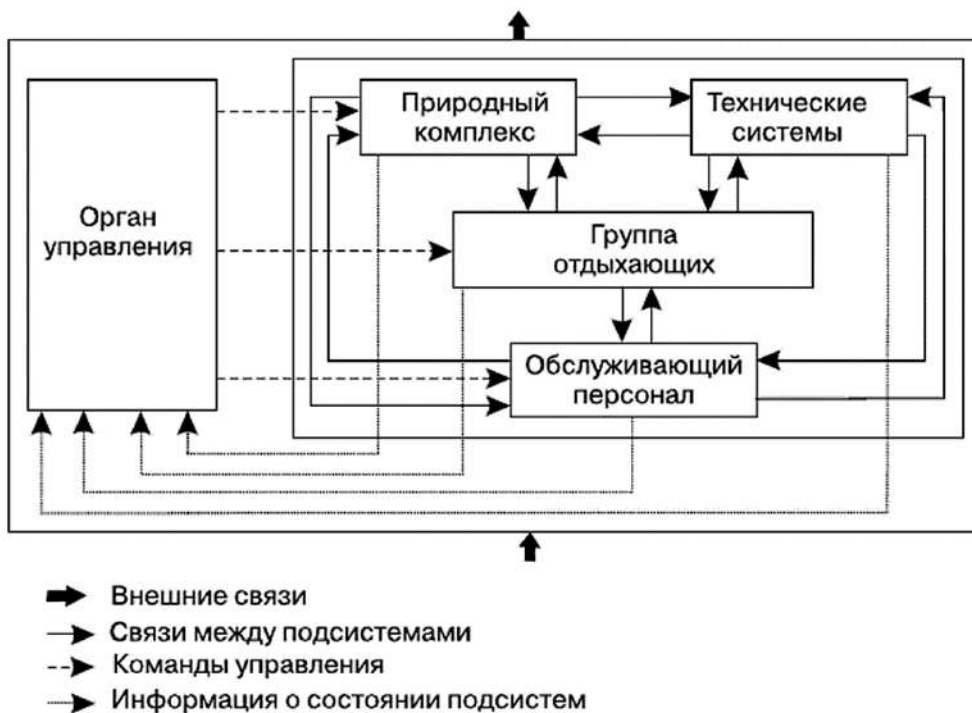 Природный
комплекс
Технические
системы
Орган
управления
Группа
отдыхающих
Обслуживающий
персонал
Внешние связи
Связи между подсистемами
Команды управления
Информация о состоянии подсистем